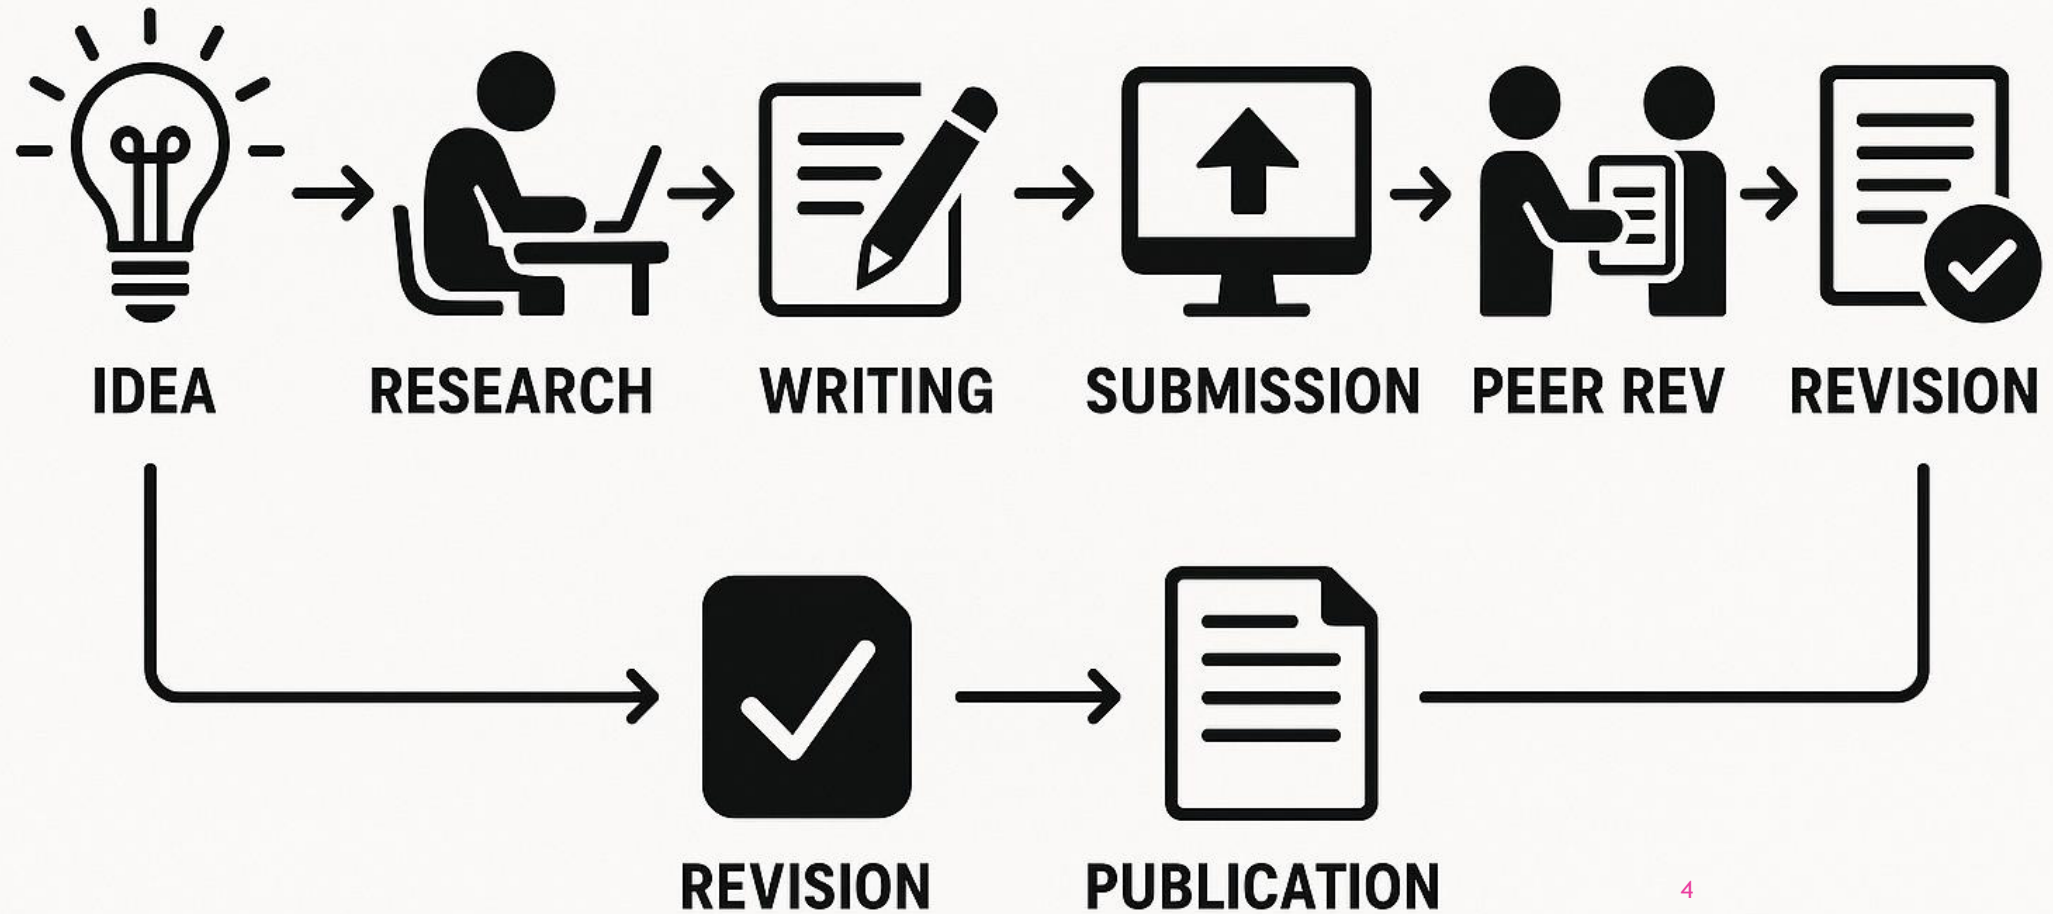 IDEA
RESEARCH
WRITING
SUBMISSION
PEER REV
REVISION
REVISION
PUBLICATION
4